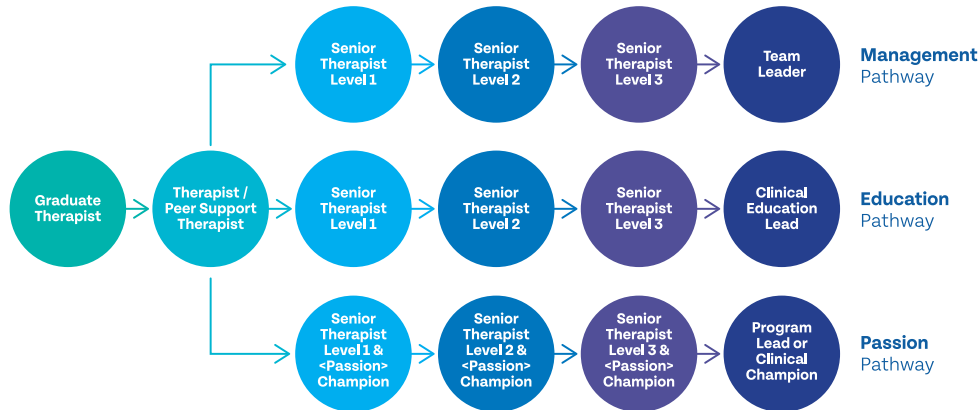 Senior
Therapist
Level 1
Senior
Therapist
Level 2
Senior
Therapist
Level 3
Team
Leader
Management
Pathway
Graduate
Therapist
Therapist /
Peer Support
Therapist
Senior
Therapist
Level 1
Senior
Therapist
Level 2
Senior
Therapist
Level 3
Clinical
Education
Lead
Education
Pathway
Senior
Therapist
Level 1 &
<Passion>
Champion
Senior
Therapist
Level 2 &
<Passion>
Champion
Senior
Therapist
Level 3 &
<Passion>
Champion
Program
Lead or
Clinical
Champion
Passion
Pathway